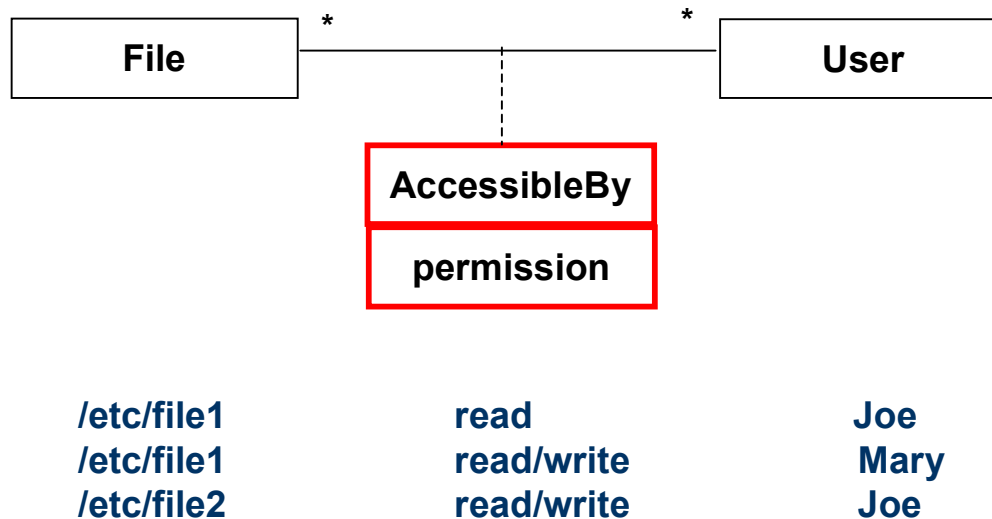 * *
File User
AccessibleBy
permission
/etc/file1 read Joe
/etc/file1 read/write Mary
/etc/file2 read/write Joe